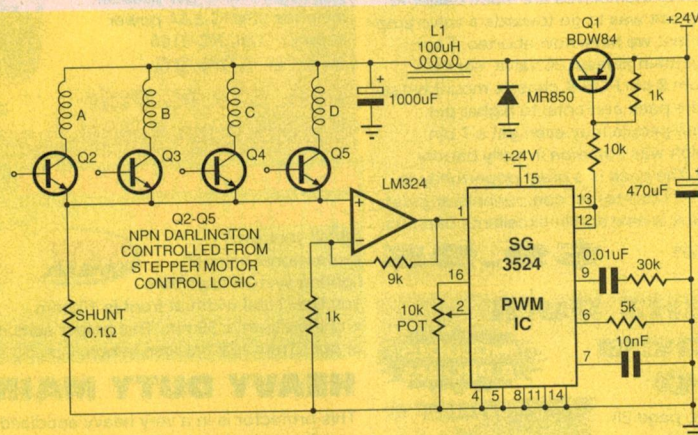 Q1
BDW84
+24V
L1
100uH
1000uF
MR850
1k
10k
A
B
C
D
Q2
Q3
Q4
Q5
+24V
15
LM324
470uF
+
−
1
13
12
Q2-Q5
NPN DARLINGTON
CONTROLLED FROM
STEPPER MOTOR
CONTROL LOGIC
SG
3524
PWM
IC
9k
16
2
10k
POT
9
0.01uF
30k
6
5k
7
10nF
SHUNT
0.1Ω
1k
4
5
8
11
14